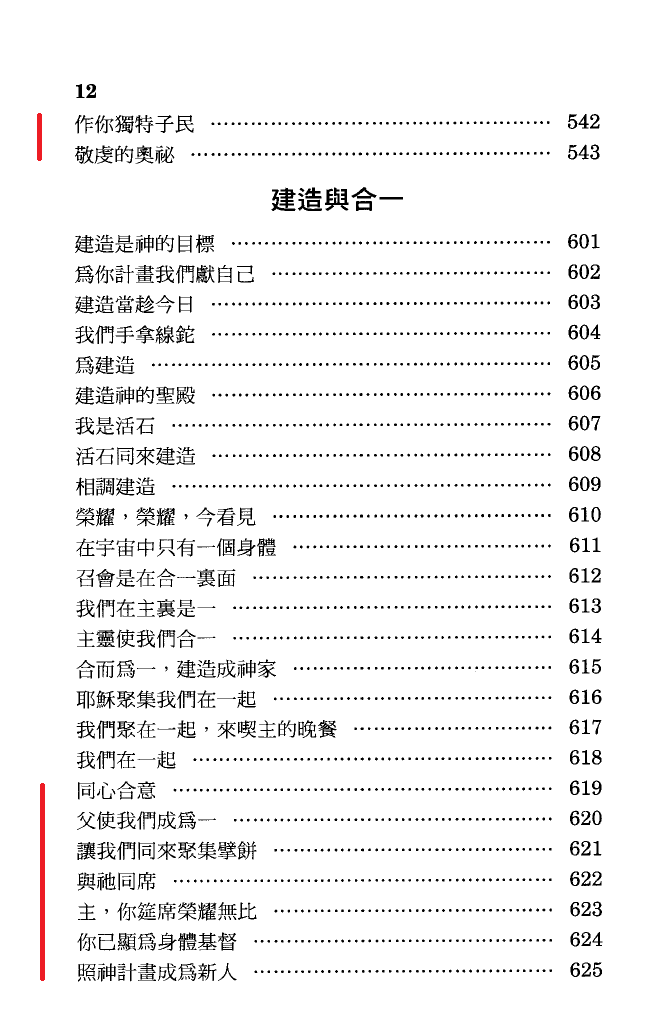 12
作你獨特子民 ⋯⋯⋯⋯⋯⋯⋯⋯⋯⋯⋯⋯⋯⋯ 542
敬虔的奧祕 ⋯⋯⋯⋯⋯⋯⋯⋯⋯⋯⋯⋯⋯⋯ 543
建造與合一
建造是神的目標 ⋯⋯⋯⋯⋯⋯⋯⋯⋯⋯⋯⋯ 601
爲你計畫我們獻自己 ⋯⋯⋯⋯⋯⋯⋯⋯⋯⋯ 602
建造當趁今日 ⋯⋯⋯⋯⋯⋯⋯⋯⋯⋯⋯⋯⋯ 603
我們手拿線鉈 ⋯⋯⋯⋯⋯⋯⋯⋯⋯⋯⋯⋯⋯ 604
爲建造 ⋯⋯⋯⋯⋯⋯⋯⋯⋯⋯⋯⋯⋯⋯⋯⋯ 605
建造神的聖殿 ⋯⋯⋯⋯⋯⋯⋯⋯⋯⋯⋯⋯⋯ 606
我是活石 ⋯⋯⋯⋯⋯⋯⋯⋯⋯⋯⋯⋯⋯⋯⋯ 607
活石同來建造 ⋯⋯⋯⋯⋯⋯⋯⋯⋯⋯⋯⋯⋯ 608
相調建造 ⋯⋯⋯⋯⋯⋯⋯⋯⋯⋯⋯⋯⋯⋯⋯ 609
榮耀，榮耀，今看見 ⋯⋯⋯⋯⋯⋯⋯⋯⋯⋯ 610
在宇宙中只有一個身體 ⋯⋯⋯⋯⋯⋯⋯⋯⋯ 611
召會是在合一裏面 ⋯⋯⋯⋯⋯⋯⋯⋯⋯⋯⋯ 612
我們在主裏是一 ⋯⋯⋯⋯⋯⋯⋯⋯⋯⋯⋯⋯ 613
主靈使我們合一 ⋯⋯⋯⋯⋯⋯⋯⋯⋯⋯⋯⋯ 614
合而爲一，建造成神家 ⋯⋯⋯⋯⋯⋯⋯⋯⋯ 615
耶穌聚集我們在一起 ⋯⋯⋯⋯⋯⋯⋯⋯⋯⋯ 616
我們聚在一起，來喫主的晚餐 ⋯⋯⋯⋯⋯⋯ 617
我們在一起 ⋯⋯⋯⋯⋯⋯⋯⋯⋯⋯⋯⋯⋯⋯ 618
同心合意 ⋯⋯⋯⋯⋯⋯⋯⋯⋯⋯⋯⋯⋯⋯⋯ 619
父使我們成爲一 ⋯⋯⋯⋯⋯⋯⋯⋯⋯⋯⋯⋯ 620
讓我們同來聚集擘餅 ⋯⋯⋯⋯⋯⋯⋯⋯⋯⋯ 621
與祂同席 ⋯⋯⋯⋯⋯⋯⋯⋯⋯⋯⋯⋯⋯⋯⋯ 622
主，你筵席榮耀無比 ⋯⋯⋯⋯⋯⋯⋯⋯⋯⋯ 623
你已顯爲身體基督 ⋯⋯⋯⋯⋯⋯⋯⋯⋯⋯⋯ 624
照神計畫成爲新人 ⋯⋯⋯⋯⋯⋯⋯⋯⋯⋯⋯ 625